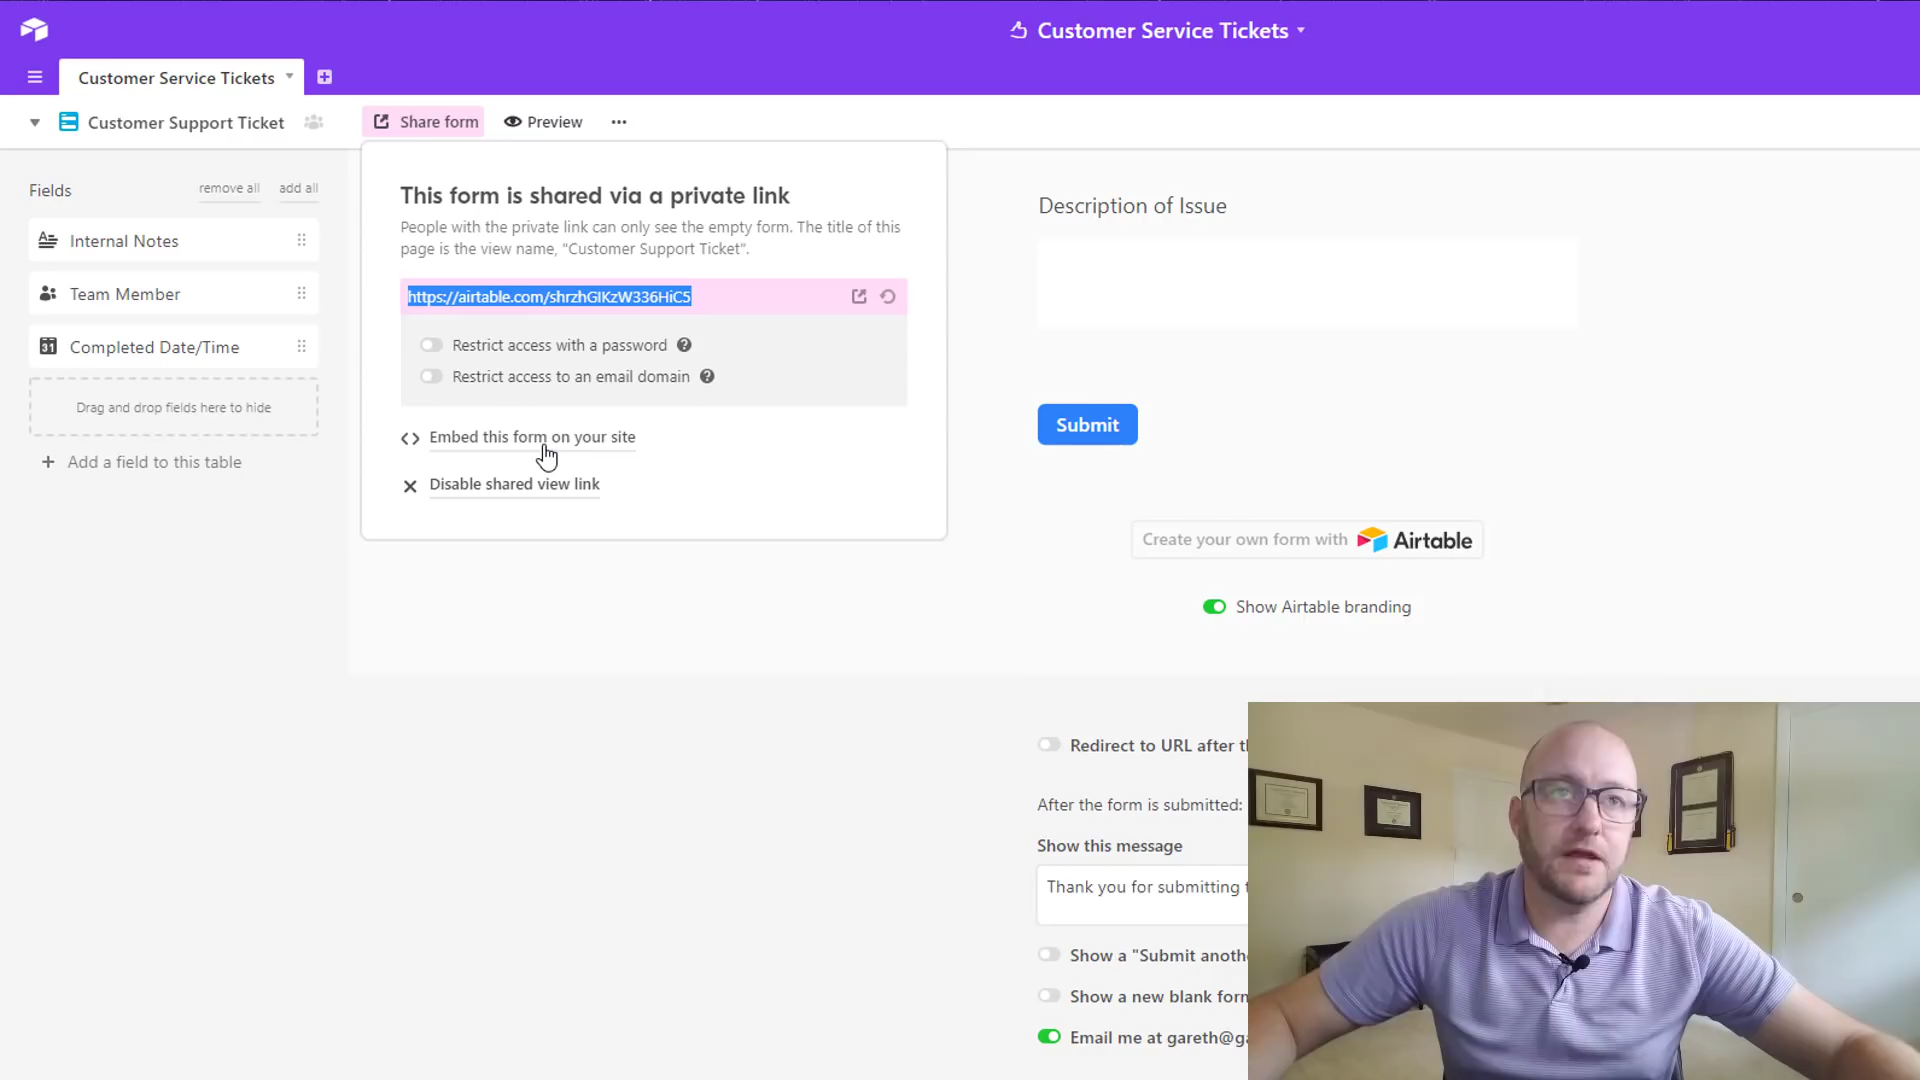 Customer Service Tickets
Customer Service Tickets
Customer Support Ticket
Share form
Preview
Fields
remove all
add all
Internal Notes
Team Member
Completed Date/Time
Drag and drop fields here to hide
Add a field to this table
This form is shared via a private link
People with the private link can only see the empty form. The title of this
page is the view name, "Customer Support Ticket".
https://airtable.com/shrzhGIKzW336HiC5
Restrict access with a password
Restrict access to an email domain
Embed this form on your site
Disable shared view link
Description of Issue
Submit
Create your own form with Airtable
Show Airtable branding
Redirect to URL after t
After the form is submitted:
Show this message
Thank you for submitting t
Show a "Submit anoth
Show a new blank form
Email me at gareth@ga